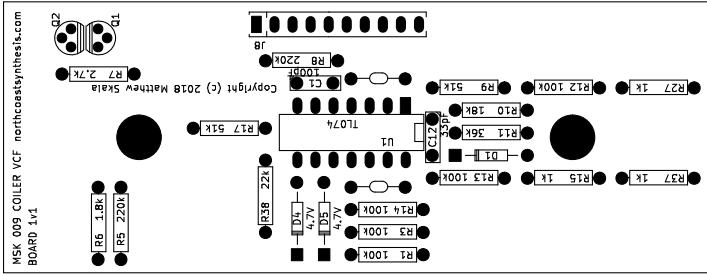 MSK 009 COILER VCF northcoastsynthesis.com
BOARD 1v1
Q2
Q1
R7 2.7k
Copyright (c) 2018 Matthew Skala
J8
R8 220k
100pF
C1
R17 51k
TL074
U1
C12
33pF
R9 51k
R10 18k
R11 36k
D1
R13 100k
R12 100k
R15 1k
R27 1k
R37 1k
R6 1.8k
R5 220k
R38 22k
D4
4.7V
D5
4.7V
R14 100k
R3 100k
R1 100k